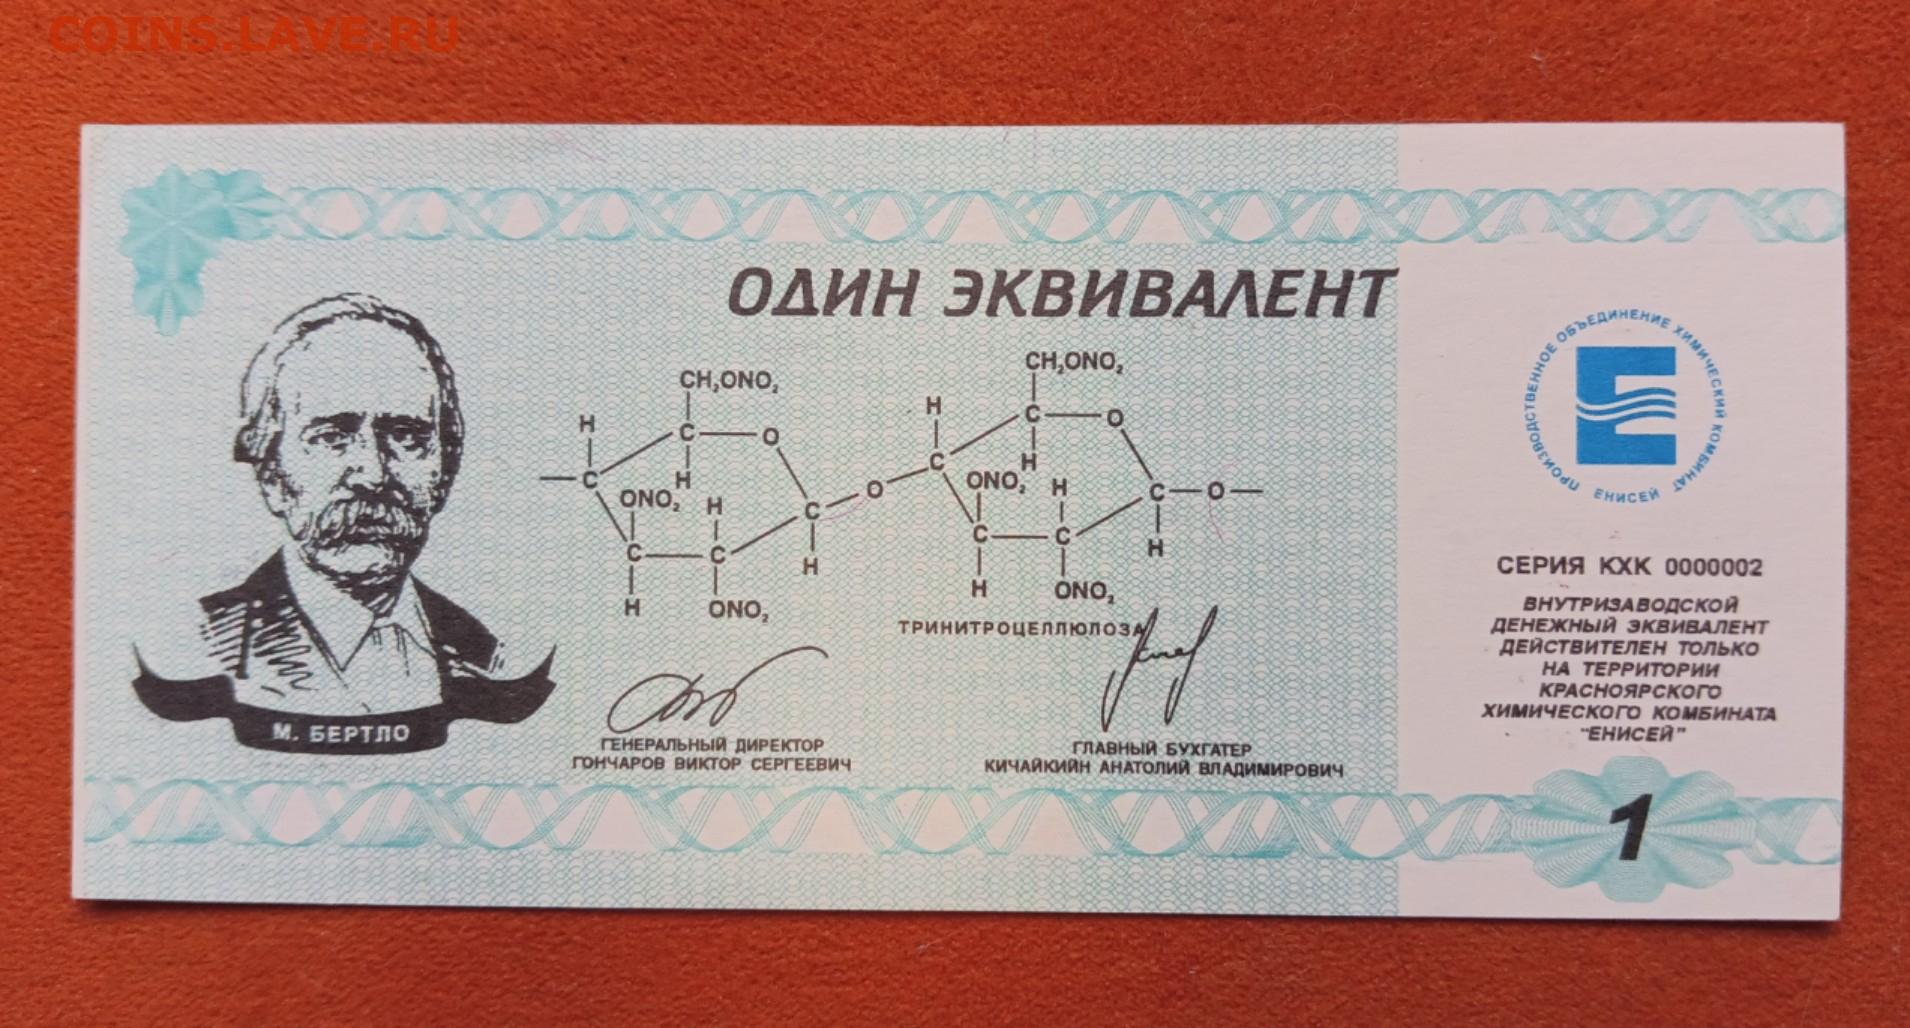 COINS.LAVE.RU
ОДИН ЭКВИВАЛЕНТ
CH₂ONO₂
H
C
O
H
C
ONO₂
H
C
O
C
C
H
H
ONO₂
CH₂ONO₂
H
C
O
C
H
ONO₂
H
C
O
C
C
H
H
ONO₂
ТРИНИТРОЦЕЛЛЮЛОЗА
М. БЕРТЛО
ГЕНЕРАЛЬНЫЙ ДИРЕКТОР
ГОНЧАРОВ ВИКТОР СЕРГЕЕВИЧ
ГЛАВНЫЙ БУХГАТЕР
КИЧАЙКИЙН АНАТОЛИЙ ВЛАДИМИРОВИЧ
ПРОИЗВОДСТВЕННОЕ ОБЪЕДИНЕНИЕ ХИМИЧЕСКИЙ КОМБИНАТ
Е
ЕНИСЕЙ
СЕРИЯ КХК 0000002
ВНУТРИЗАВОДСКОЙ
ДЕНЕЖНЫЙ ЭКВИВАЛЕНТ
ДЕЙСТВИТЕЛЕН ТОЛЬКО
НА ТЕРРИТОРИИ
КРАСНОЯРСКОГО
ХИМИЧЕСКОГО КОМБИНАТА
"ЕНИСЕЙ"
1